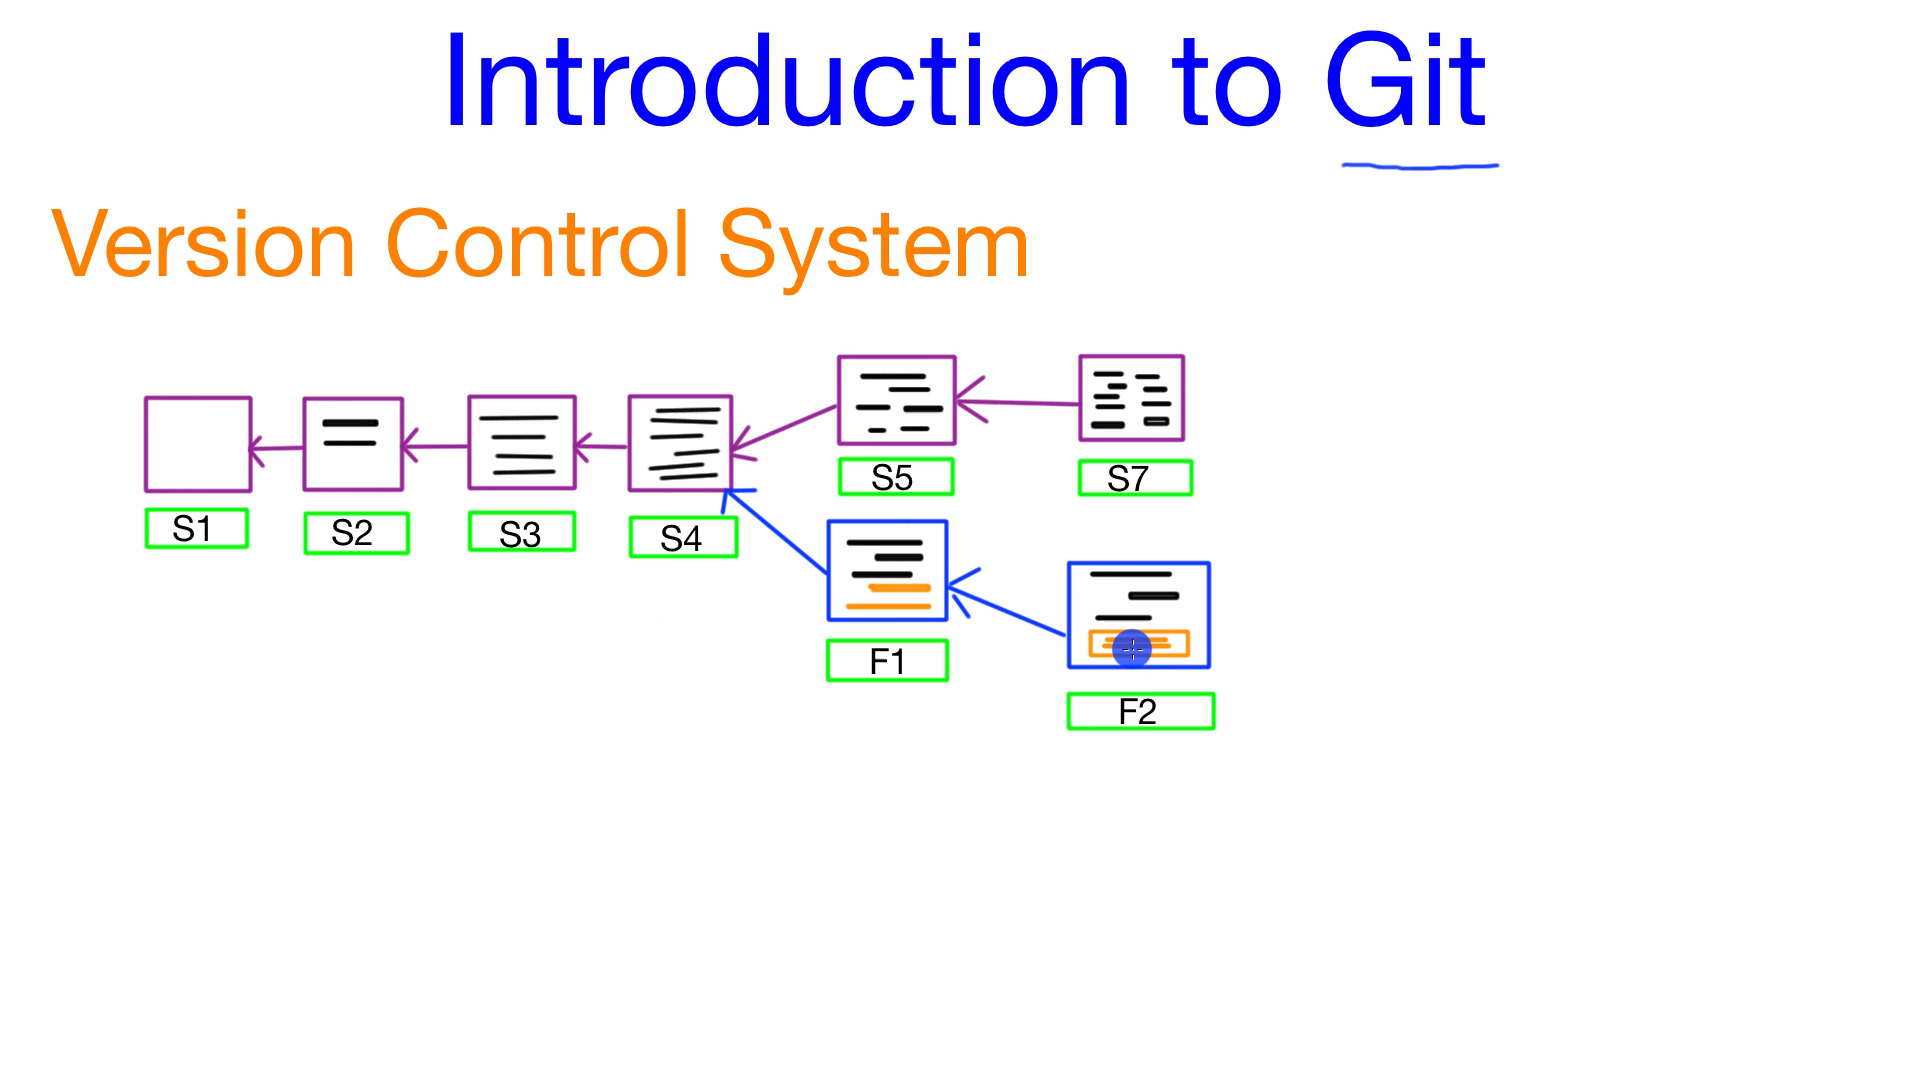 Introduction to Git
Version Control System
S1
S2
S3
S4
S5
S7
F1
F2